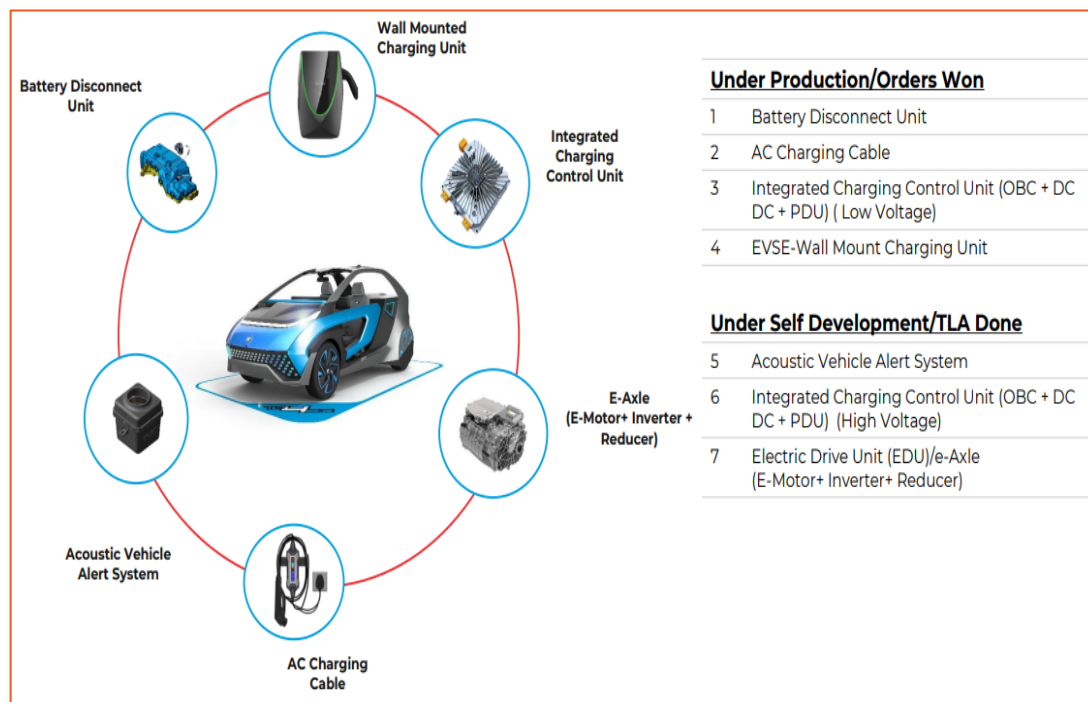 Wall Mounted
Charging Unit
Battery Disconnect
Unit
Integrated
Charging
Control Unit
E-Axle
(E-Motor+ Inverter +
Reducer)
Acoustic Vehicle
Alert System
AC Charging
Cable
Under Production/Orders Won
1 Battery Disconnect Unit
2 AC Charging Cable
3 Integrated Charging Control Unit (OBC + DC
DC + PDU) ( Low Voltage)
4 EVSE-Wall Mount Charging Unit
Under Self Development/TLA Done
5 Acoustic Vehicle Alert System
6 Integrated Charging Control Unit (OBC + DC
DC + PDU) (High Voltage)
7 Electric Drive Unit (EDU)/e-Axle
(E-Motor+ Inverter+ Reducer)